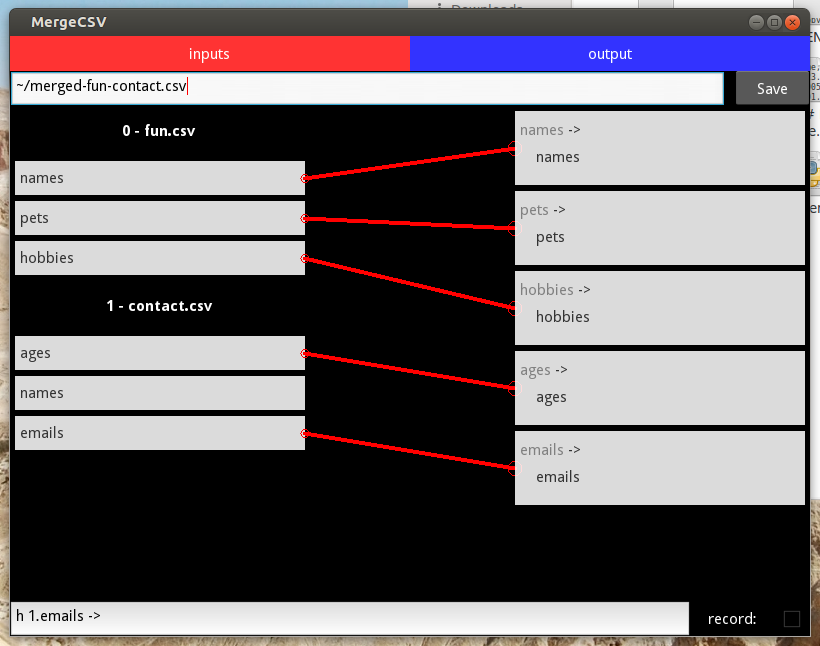 Downloads
MergeCSV
inputs
output
~/merged-fun-contact.csv
Save
0 - fun.csv
names
pets
hobbies
1 - contact.csv
ages
names
emails
names ->
names
pets ->
pets
hobbies ->
hobbies
ages ->
ages
emails ->
emails
h 1.emails ->
record: